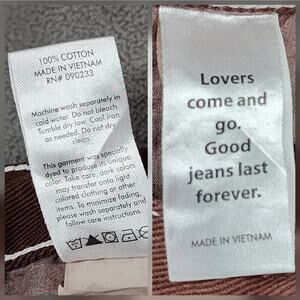 100% COTTON
MADE IN VIETNAM
RN# 090233
Machine wash separately in
cold water. Do not bleach.
Tumble dry low. Cool iron
as needed. Do not dry
clean.
This garment was specially
dyed to produce its unique
color. Take care, dark colors
may transfer onto light
colored clothing or other
items. To minimize fading,
please wash separately and
follow care instructions.
Lovers
come and
go.
Good
jeans last
forever.
MADE IN VIETNAM